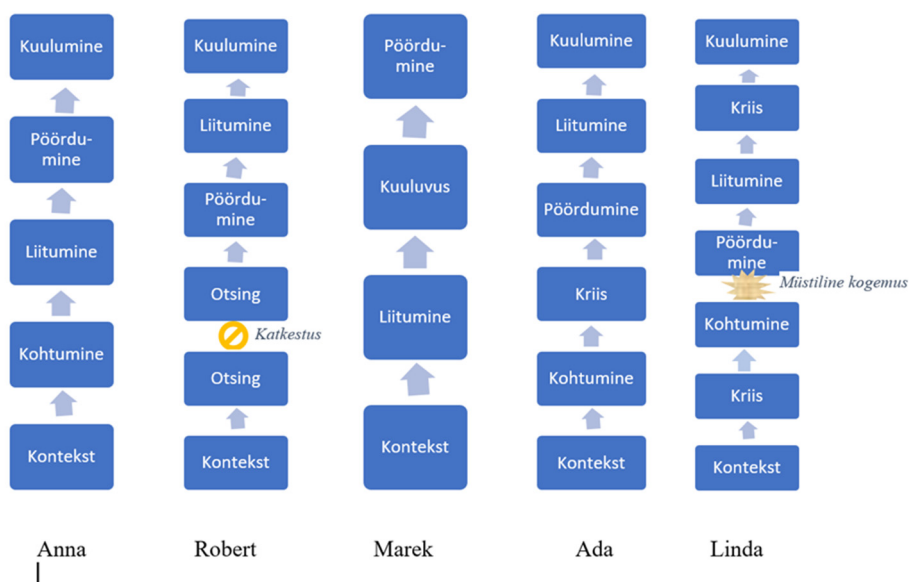 Kuulumine
Pöördu-
mine
Liitumine
Kohtumine
Kontekst
Anna
Kuulumine
Liitumine
Pöördu-
mine
Otsing
Katkestus
Otsing
Kontekst
Robert
Pöördu-
mine
Kuuluvus
Liitumine
Kontekst
Marek
Kuulumine
Liitumine
Pöördumine
Kriis
Kohtumine
Kontekst
Ada
Kuulumine
Kriis
Liitumine
Pöördu-
mine
Müstiline kogemus
Kohtumine
Kriis
Kontekst
Linda